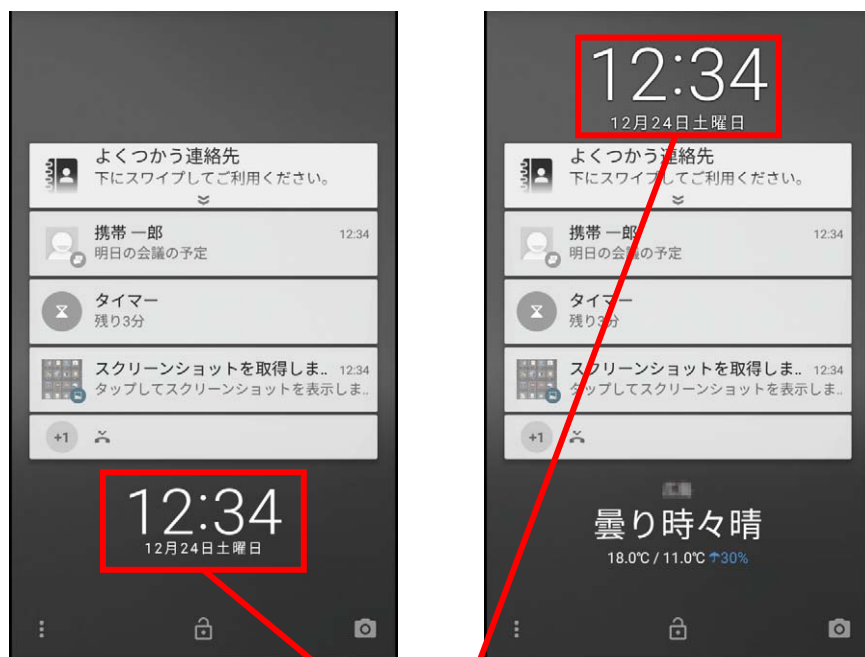 よくつかう連絡先
下にスワイプしてご利用ください。
携帯 一郎 12:34
明日の会議の予定
タイマー
残り3分
スクリーンショットを取得しま.. 12:34
タップしてスクリーンショットを表示しま..
+1
12:34
12月24日土曜日
12:34
12月24日土曜日
よくつかう連絡先
下にスワイプしてご利用ください。
携帯 一郎 12:34
明日の会議の予定
タイマー
残り3分
スクリーンショットを取得しま.. 12:34
タップしてスクリーンショットを表示しま..
+1
曇り時々晴
18.0℃ / 11.0℃ 30%